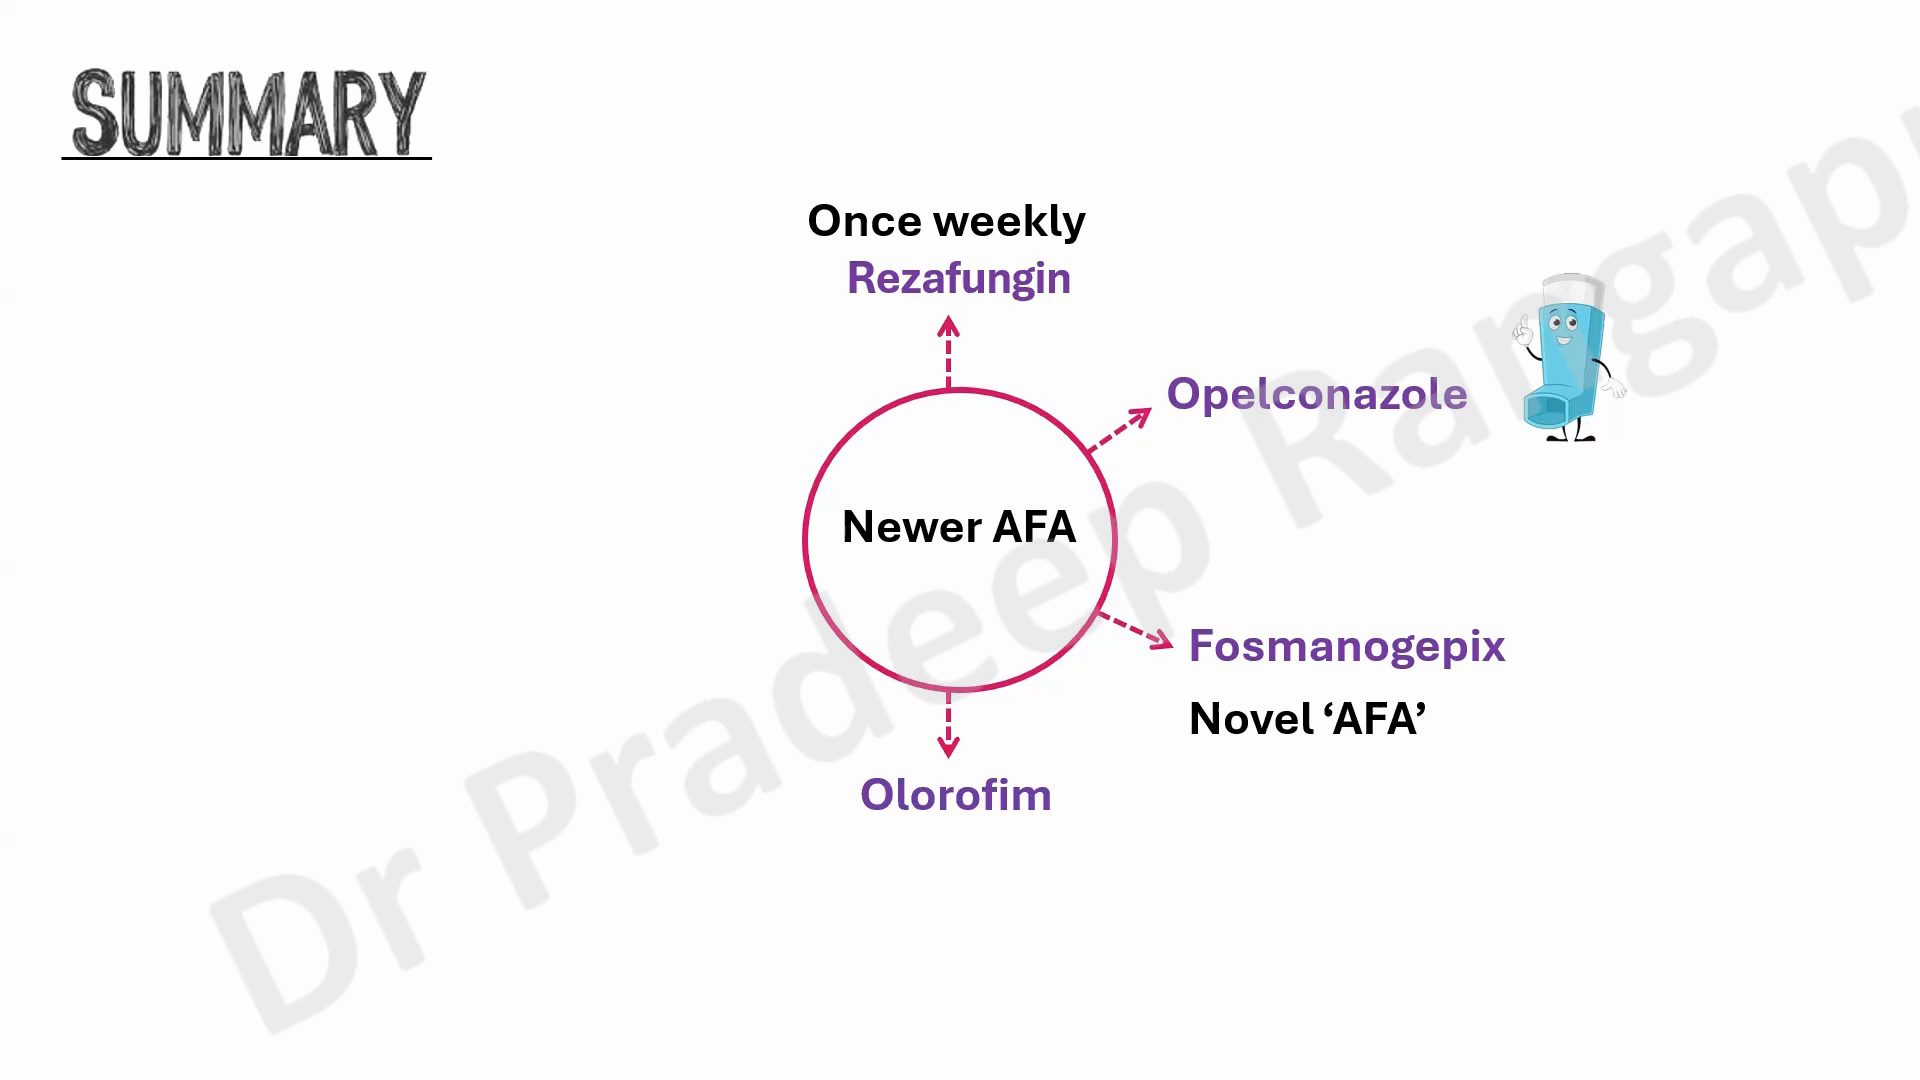 SUMMARY
Once weekly
Rezafungin
Opelconazole
Newer AFA
Fosmanogepix
Novel ‘AFA’
Olorofim
Dr Pradeep Rangap